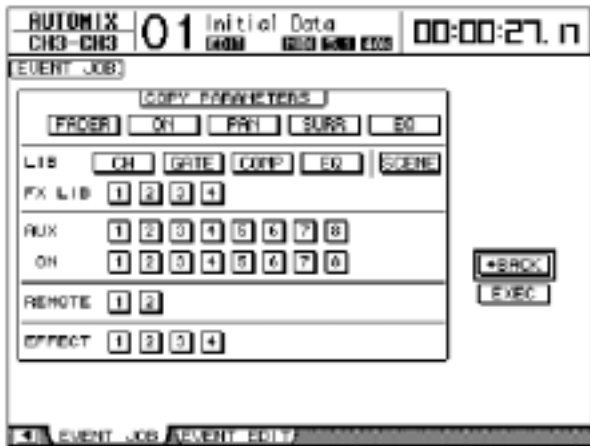 AUTOMIX
CH3-CH3
01
Initial Data
EDIT
00:00:27. 17
EVENT JOB
COPY PARAMETERS
FADER ON PAN SURR EQ
LIB CH GATE COMP EQ SCENE
FX LIB 1 2 3 4
AUX 1 2 3 4 5 6 7 8
ON 1 2 3 4 5 6 7 8
REMOTE 1 2
EFFECT 1 2 3 4
BACK
EXEC
EVENT JOB EVENT EDIT